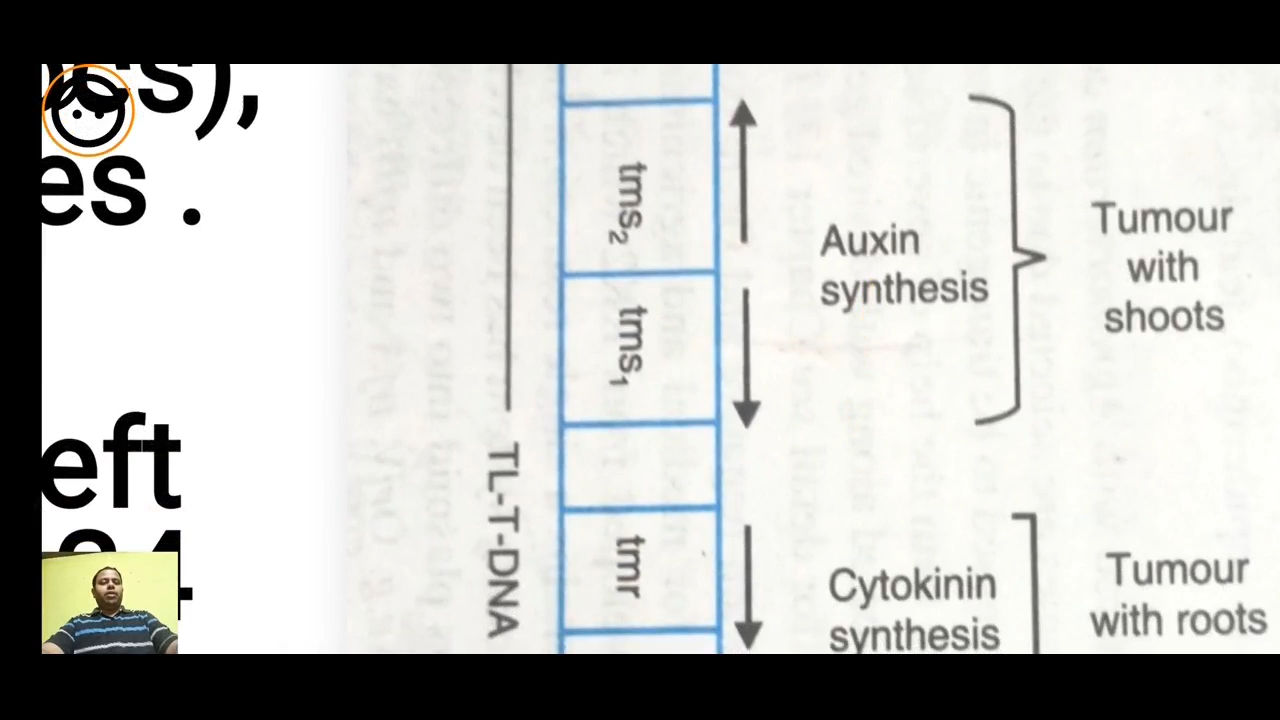 es .
eft
tms2
tms1
tmr
TL-T-DNA
Auxin
synthesis
Cytokinin
synthesis
Tumour
with
shoots
Tumour
with roots